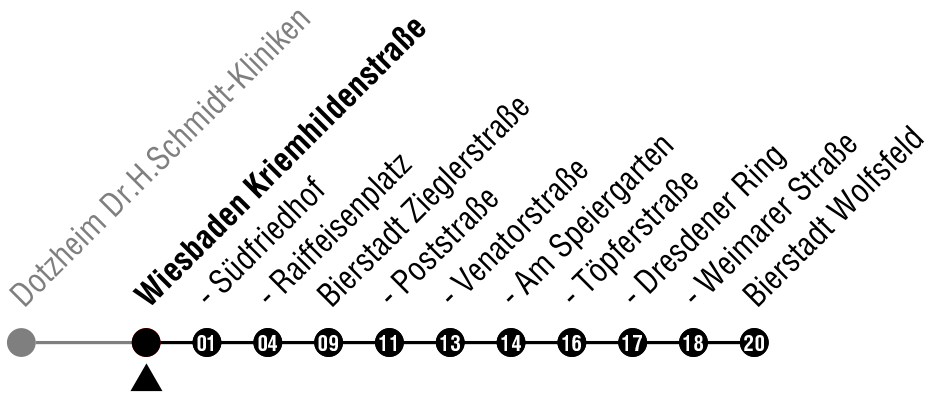 Dotzheim Dr.H.Schmidt-Kliniken
Wiesbaden Kriemhildenstraße
- Südfriedhof
- Raiffeisenplatz
Bierstadt Zieglerstraße
- Poststraße
- Venatorstraße
- Am Speiergarten
- Töpferstraße
- Dresdener Ring
- Weimarer Straße
Bierstadt Wolfsfeld
01 04 09 11 13 14 16 17 18 20